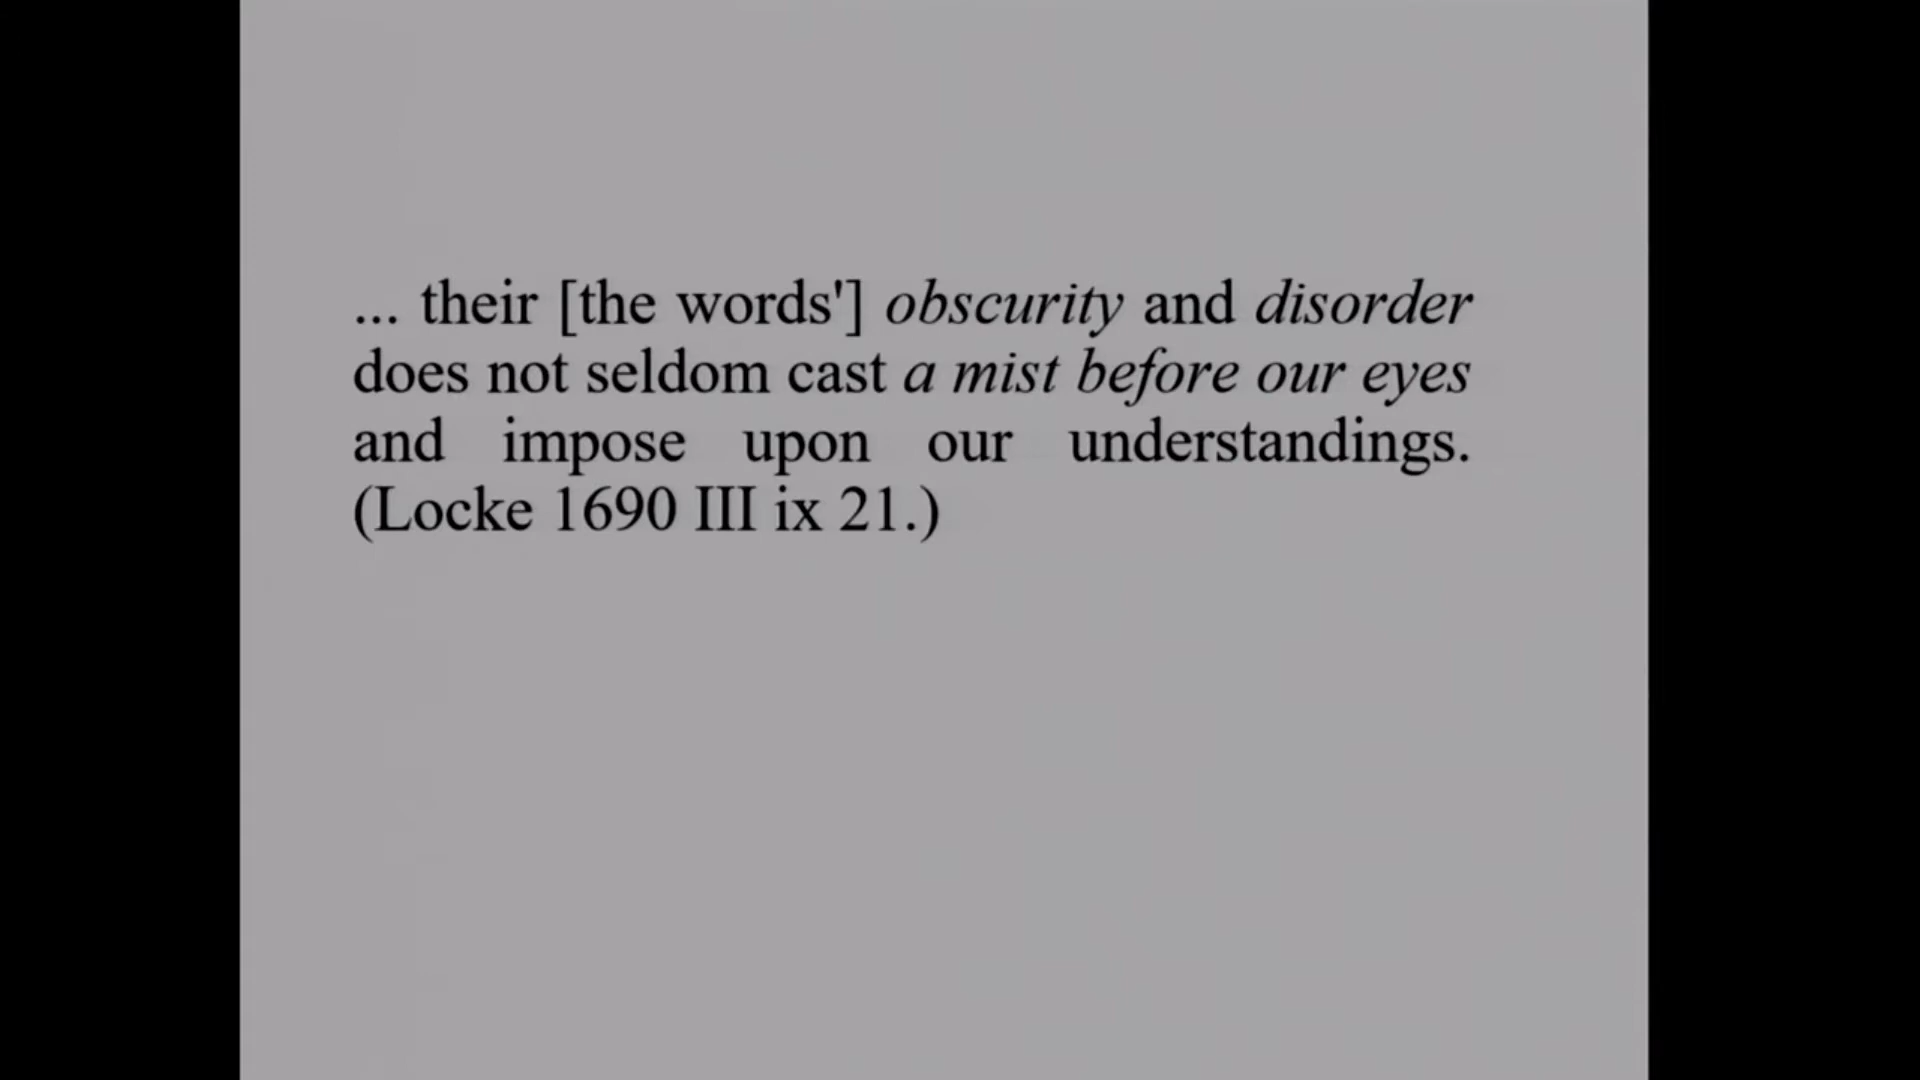 ... their [the words'] obscurity and disorder
does not seldom cast a mist before our eyes
and impose upon our understandings.
(Locke 1690 III ix 21.)